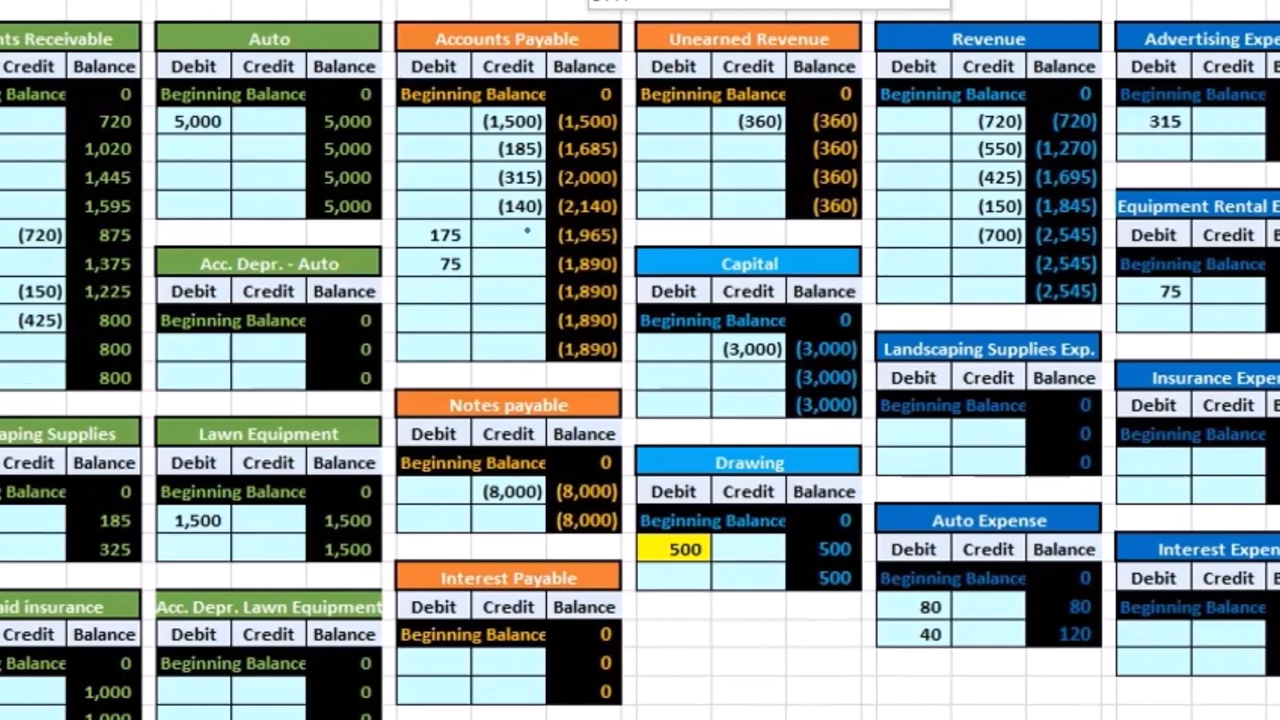 nts Receivable
Credit Balance
g Balance 0
720
1,020
1,445
1,595
(720) 875
1,375
(150) 1,225
(425) 800
800
800
aping Supplies
Credit Balance
g Balance 0
185
325
aid insurance
Credit Balance
g Balance 0
1,000
1,000
Auto
Debit Credit Balance
Beginning Balance 0
5,000 5,000
5,000
5,000
5,000
Acc. Depr. - Auto
Debit Credit Balance
Beginning Balance 0
0
0
Lawn Equipment
Debit Credit Balance
Beginning Balance 0
1,500 1,500
1,500
Acc. Depr. Lawn Equipment
Debit Credit Balance
Beginning Balance 0
0
Accounts Payable
Debit Credit Balance
Beginning Balance 0
(1,500) (1,500)
(185) (1,685)
(315) (2,000)
(140) (2,140)
175 (1,965)
75 (1,890)
(1,890)
(1,890)
(1,890)
Notes payable
Debit Credit Balance
Beginning Balance 0
(8,000) (8,000)
(8,000)
Interest Payable
Debit Credit Balance
Beginning Balance 0
0
0
Unearned Revenue
Debit Credit Balance
Beginning Balance 0
(360) (360)
(360)
(360)
(360)
Capital
Debit Credit Balance
Beginning Balance 0
(3,000) (3,000)
(3,000)
(3,000)
Drawing
Debit Credit Balance
Beginning Balance 0
500 500
500
Revenue
Debit Credit Balance
Beginning Balance 0
(720) (720)
(550) (1,270)
(425) (1,695)
(150) (1,845)
(700) (2,545)
(2,545)
(2,545)
Landscaping Supplies Exp.
Debit Credit Balance
Beginning Balance 0
0
0
Auto Expense
Debit Credit Balance
Beginning Balance 0
80 80
40 120
Advertising Expe
Debit Credit B
Beginning Balance
315
Equipment Rental E
Debit Credit B
Beginning Balance
75
Insurance Exper
Debit Credit B
Beginning Balance
Interest Expen
Debit Credit B
Beginning Balance